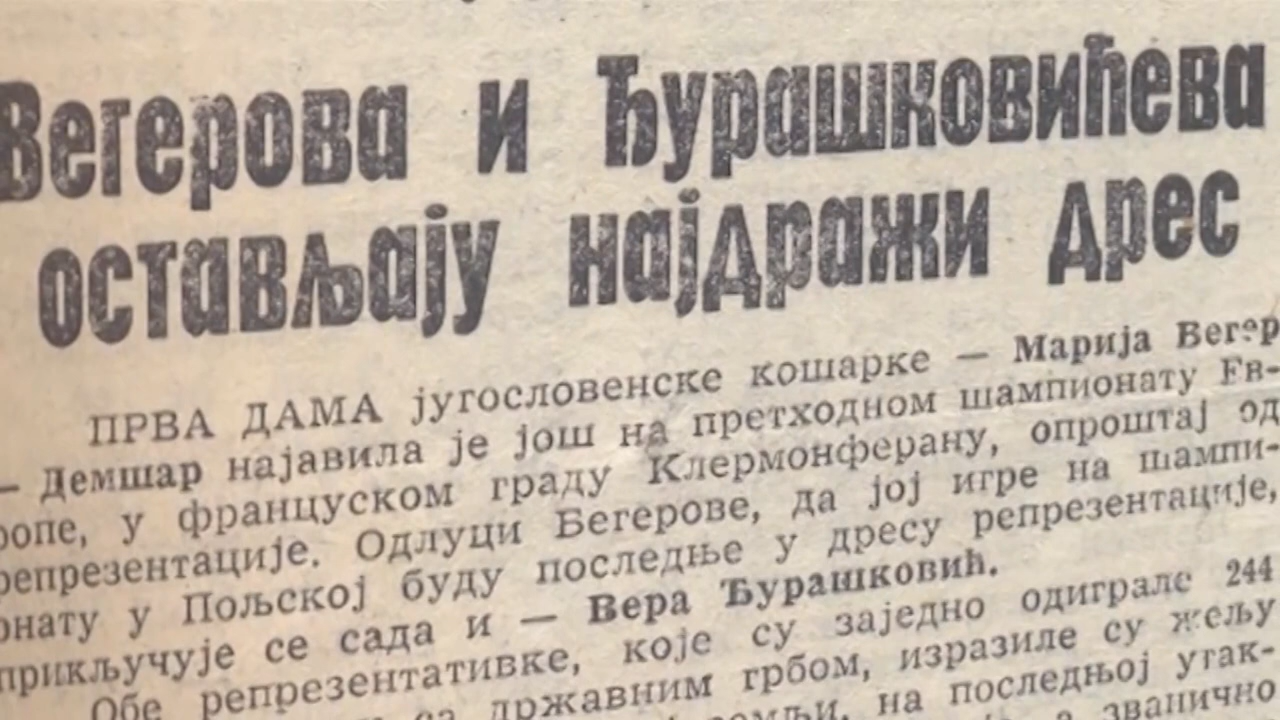 Вегерова и Ђурашковићева
остављају најдражи дрес
ПРВА ДАМА југословенске кошарке — Марија Вегер
— Демшар најавила је још на претходном шампионату Ев-
ропе, у француском граду Клермонферану, опроштај од
репрезентације. Одлуци Вегерове, да јој игре на шампи-
онату у Пољској буду последње у дресу репрезентације,
прикључује се сада и — Вера Ђурашковић.
Обе репрезентативке, које су заједно одиграле 244
са државним грбом, изразиле су жељу
на последњој утак-
а званично